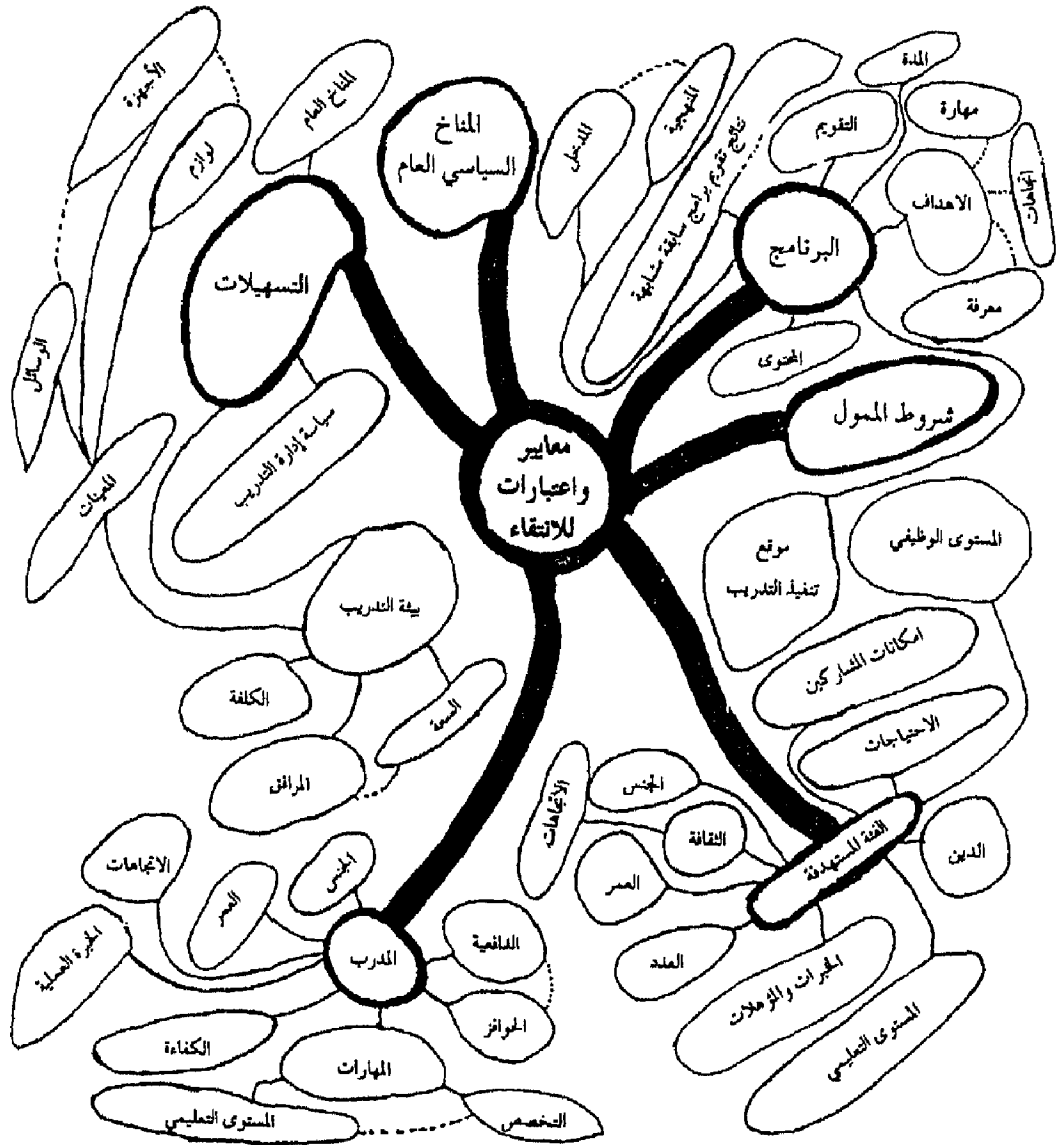 معايير
واعتبارات
للانتقاء
المناخ
السياسي العام
البرنامج
المدة
التقويم
مهارة
الاهداف
اتجاهات
معرفة
المحتوى
نتائج تقويم برامج سابقة مشابهة
المنهجية
المدخل
شروط الممول
موقع
تنفيذ التدريب
الفئة المستهدفة
المستوى الوظيفي
امكانات المشاركين
الاحتياجات
الدين
المستوى التعليمي
الخبرات والمؤهلات
العدد
العمر
الثقافة
الجنس
الاتجاهات
المدرب
الدافعية
الحوافز
المهارات
التخصص
المستوى التعليمي
الكفاءة
الخبرة العملية
الاتجاهات
العمر
الجنس
التسهيلات
المناخ العام
سياسة إدارة التدريب
بيئة التدريب
السعة
المرافق
الكلفة
المعينات
الوسائل
الأجهزة
لوازم